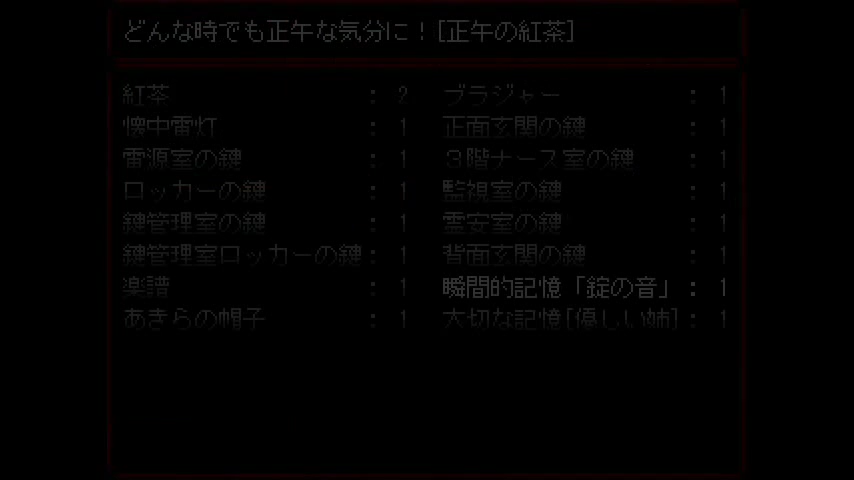 どんな時でも正午な気分に！[正午の紅茶]
紅茶 : 2 ブラジャー : 1
懐中電灯 : 1 正面玄関の鍵 : 1
電源室の鍵 : 1 ３階ナース室の鍵 : 1
ロッカーの鍵 : 1 監視室の鍵 : 1
鍵管理室の鍵 : 1 霊安室の鍵 : 1
鍵管理室ロッカーの鍵 : 1 背面玄関の鍵 : 1
楽譜 : 1 瞬間的記憶「錠の音」 : 1
あきらの帽子 : 1 大切な記憶[優しい姉] : 1